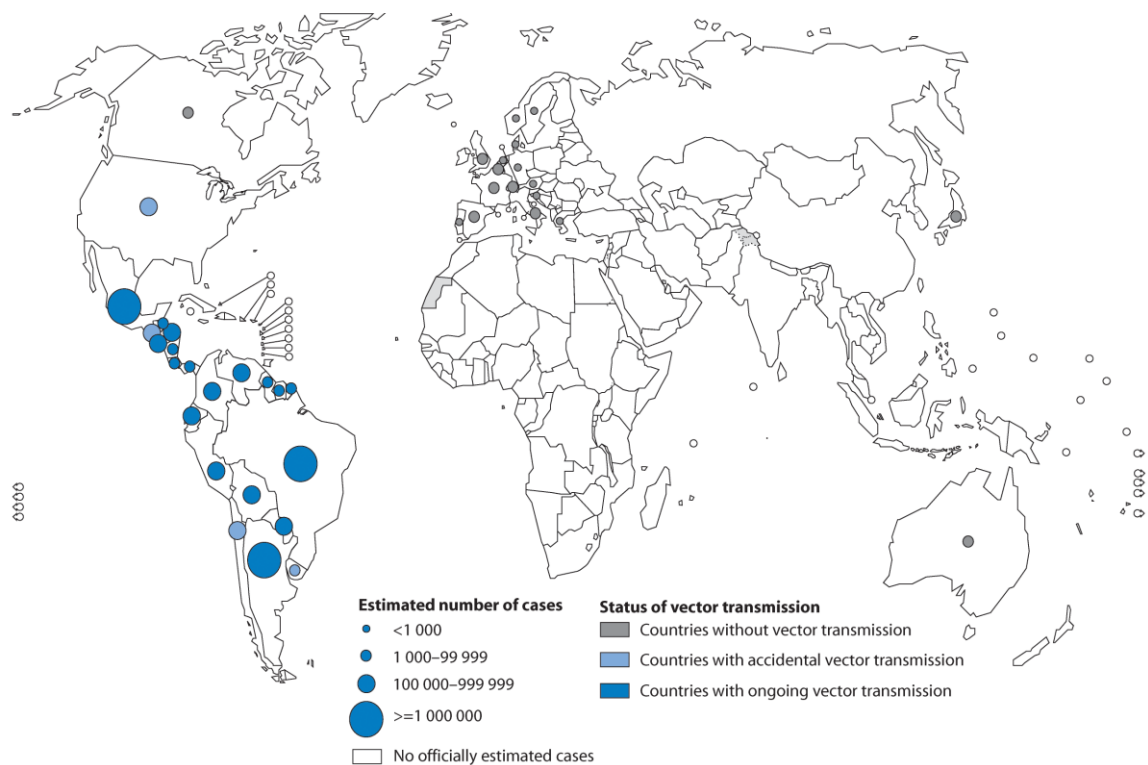 Estimated number of cases
<1 000
1 000–99 999
100 000–999 999
>=1 000 000
No officially estimated cases
Status of vector transmission
Countries without vector transmission
Countries with accidental vector transmission
Countries with ongoing vector transmission